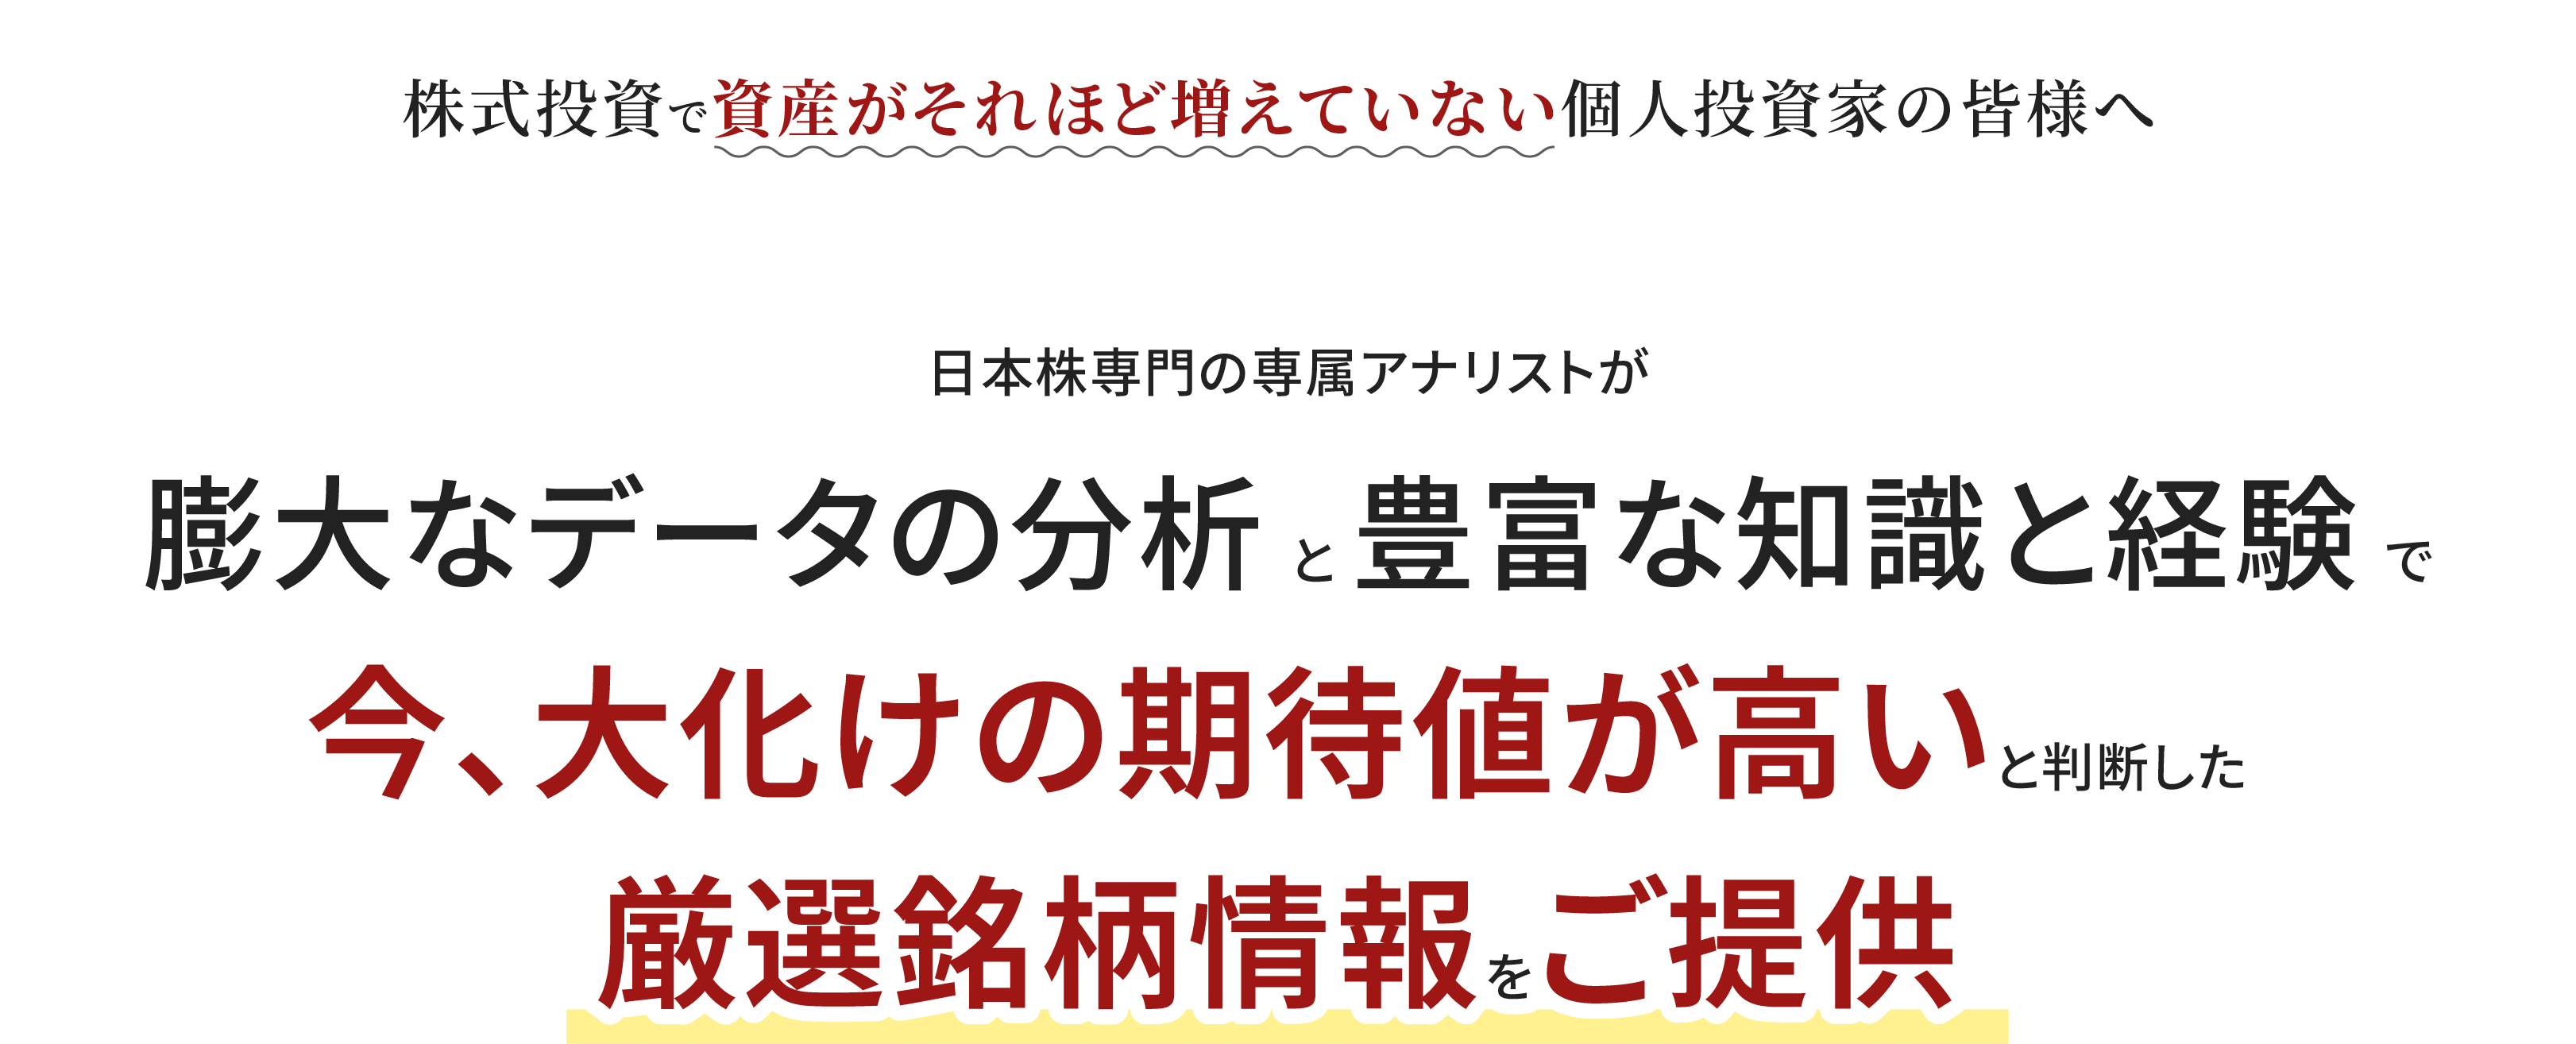 株式投資で資産がそれほど増えていない個人投資家の皆様へ
日本株専門の専属アナリストが
膨大なデータの分析と豊富な知識と経験で
今、大化けの期待値が高いと判断した
厳選銘柄情報をご提供